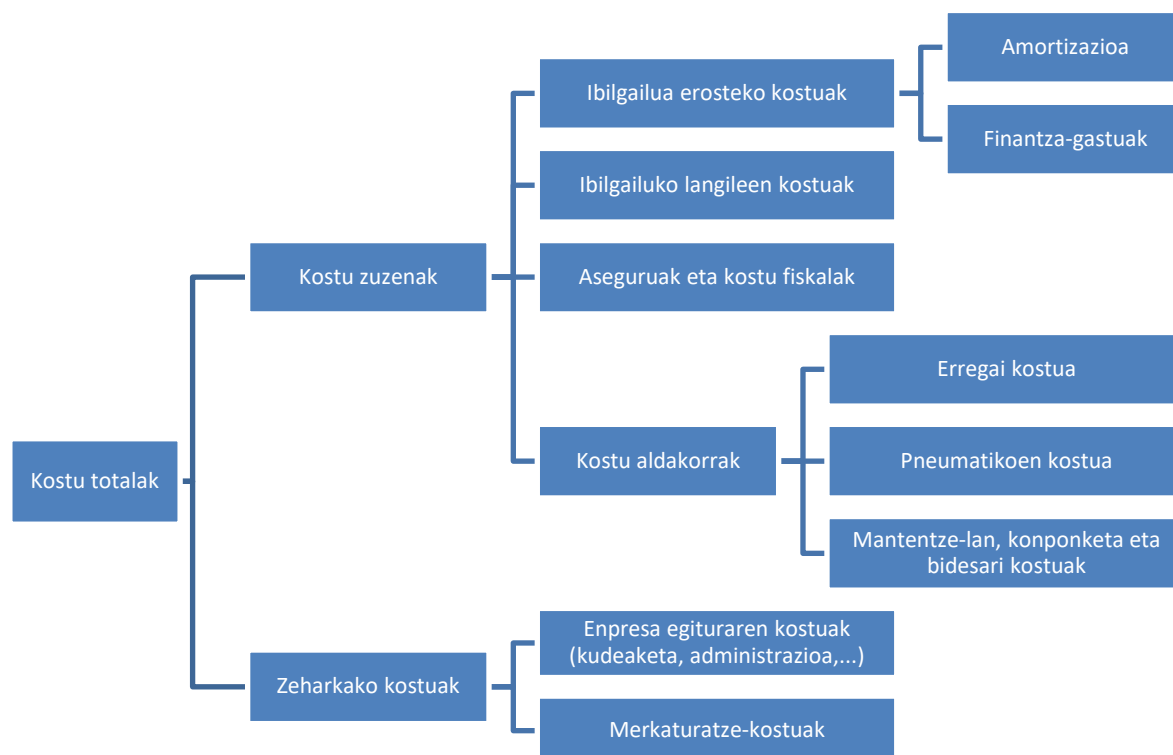 Kostu totalak
Kostu zuzenak
Ibilgailua erosteko kostuak
Amortizazioa
Finantza-gastuak
Ibilgailuko langileen kostuak
Aseguruak eta kostu fiskalak
Kostu aldakorrak
Erregai kostua
Pneumatikoen kostua
Mantentze-lan, konponketa eta
bidesari kostuak
Zeharkako kostuak
Enpresa egituraren kostuak
(kudeaketa, administrazioa,...)
Merkaturatze-kostuak